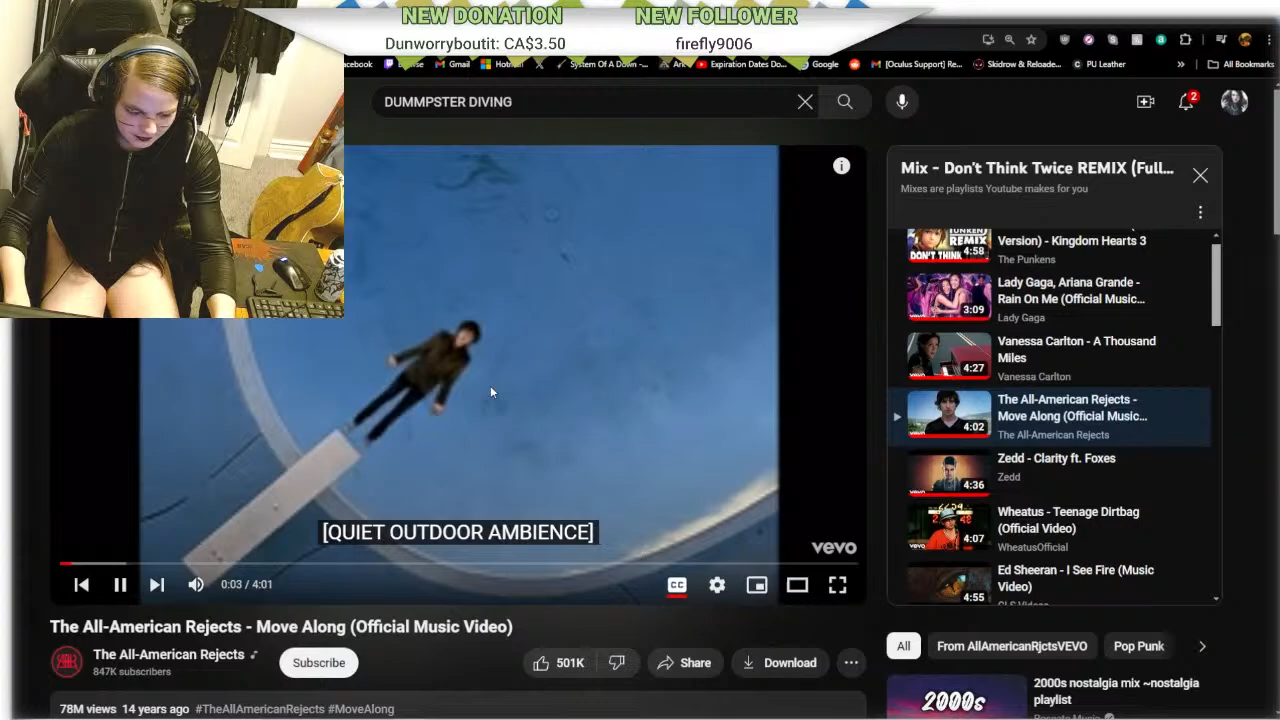 NEW DONATION
NEW FOLLOWER
Dunworryboutit: CA$3.50
firefly9006
Gmail
System Of A Down -...
Expiration Dates Do...
Google
[Oculus Support] Re...
Skidrow & Reloade...
PU Leather
»
All Bookmarks
DUMMPSTER DIVING
2
Mix - Don't Think Twice REMIX (Full...
Mixes are playlists Youtube makes for you
Version) - Kingdom Hearts 3
The Punkens
4:58
Lady Gaga, Ariana Grande -
Rain On Me (Official Music...
Lady Gaga
3:09
Vanessa Carlton - A Thousand
Miles
Vanessa Carlton
4:27
The All-American Rejects -
Move Along (Official Music...
The All-American Rejects
4:02
Zedd - Clarity ft. Foxes
Zedd
4:36
Wheatus - Teenage Dirtbag
(Official Video)
WheatusOfficial
4:07
Ed Sheeran - I See Fire (Music
Video)
4:55
[QUIET OUTDOOR AMBIENCE]
vevo
0:03 / 4:01
CC
The All-American Rejects - Move Along (Official Music Video)
The All-American Rejects
847K subscribers
Subscribe
501K
Share
Download
All
From AllAmericanRjctsVEVO
Pop Punk
78M views 14 years ago #TheAllAmericanRejects #MoveAlong
2000s
2000s nostalgia mix ~nostalgia
playlist